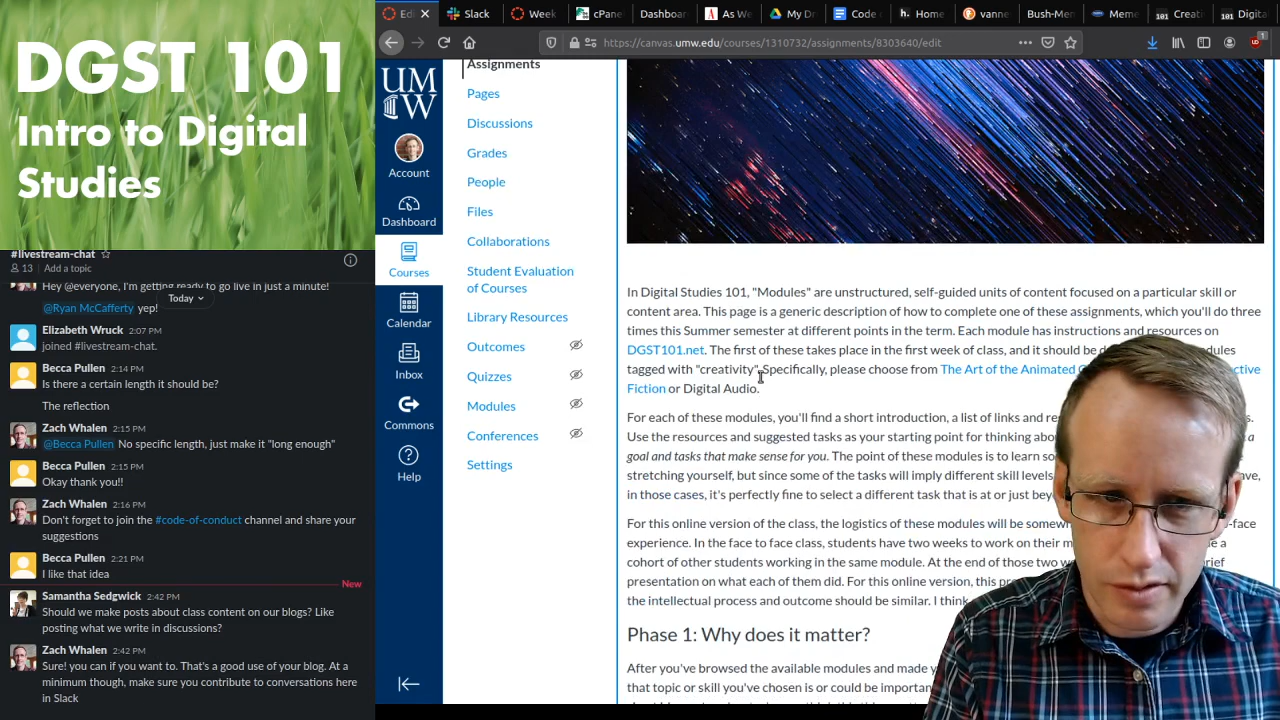 DGST 101
Intro to Digital
Studies
#livestream-chat
13 Add a topic
Hey @everyone, I'm getting ready to go live in just a minute!
Today
@Ryan McCafferty yep!
Elizabeth Wruck 2:07 PM
joined #livestream-chat.
Becca Pullen 2:14 PM
Is there a certain length it should be?
The reflection
Zach Whalen 2:15 PM
@Becca Pullen No specific length, just make it "long enough"
Becca Pullen 2:15 PM
Okay thank you!!
Zach Whalen 2:16 PM
Don't forget to join the #code-of-conduct channel and share your
suggestions
Becca Pullen 2:21 PM
I like that idea
New
Samantha Sedgwick 2:42 PM
Should we make posts about class content on our blogs? Like
posting what we write in discussions?
Zach Whalen 2:42 PM
Sure! you can if you want to. That's a good use of your blog. At a
minimum though, make sure you contribute to conversations here
in Slack
Edi
Slack
Week
cPane
Dashboard
As We
My Dr
Code o
Home
vanne
Bush-Men
Meme
Create
Digita
https://canvas.umw.edu/courses/1310732/assignments/8303640/edit
1
UMW
Account
Dashboard
Courses
Calendar
Inbox
Commons
Help
Assignments
Pages
Discussions
Grades
People
Files
Collaborations
Student Evaluation
of Courses
Library Resources
Outcomes
Quizzes
Modules
Conferences
Settings
In Digital Studies 101, "Modules" are unstructured, self-guided units of content focused on a particular skill or
content area. This page is a generic description of how to complete one of these assignments, which you'll do three
times this Summer semester at different points in the term. Each module has instructions and resources on
DGST101.net. The first of these takes place in the first week of class, and it should be
tagged with "creativity" Specifically, please choose from The Art of the Animated
Fiction or Digital Audio.
For each of these modules, you'll find a short introduction, a list of links and
Use the resources and suggested tasks as your starting point for thinking a
goal and tasks that make sense for you. The point of these modules is to learn
stretching yourself, but since some of the tasks will imply different skill levels
in those cases, it's perfectly fine to select a different task that is at or just
For this online version of the class, the logistics of these modules will be -face
experience. In the face to face class, students have two weeks to work on their a
cohort of other students working in the same module. At the end of those two
presentation on what each of them did. For this online version, this
the intellectual process and outcome should be similar. I think
Phase 1: Why does it matter?
After you've browsed the available modules and made
that topic or skill you've chosen is or could be